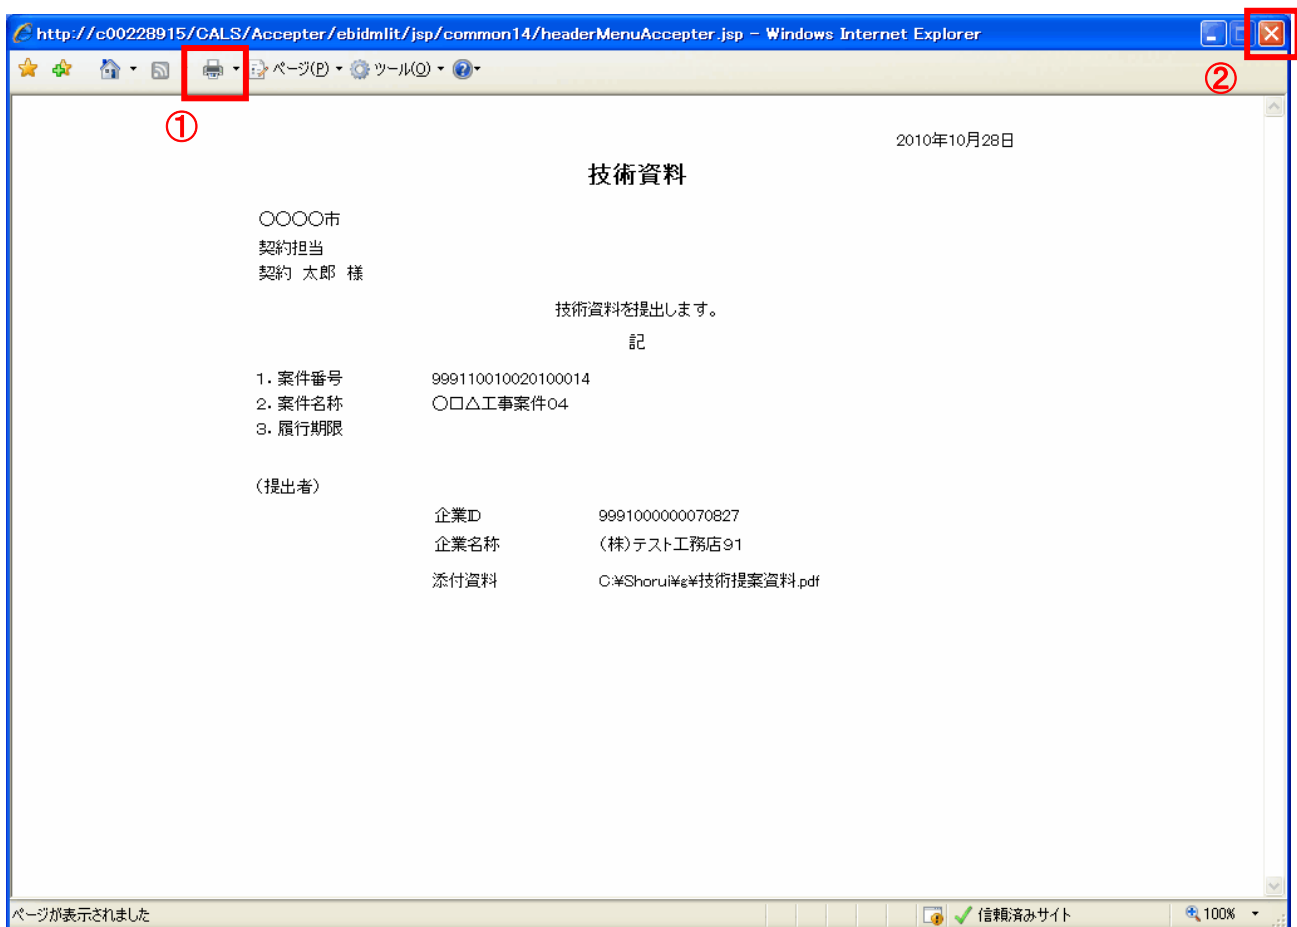 http://c00228915/CALS/Accepter/ebidmlit/jsp/common14/headerMenuAccepter.jsp - Windows Internet Explorer
ページ(P) ツール(O)
①
②
2010年10月28日
技術資料
〇〇〇〇市
契約担当
契約 太郎 様
技術資料を提出します。
記
1. 案件番号 999110010020100014
2. 案件名称 〇□△工事案件04
3. 履行期限
(提出者)
企業ID 9991000000070827
企業名称 (株)テスト工務店91
添付資料 C:¥Shorui¥g¥技術提案資料.pdf
ページが表示されました 信頼済みサイト 100%